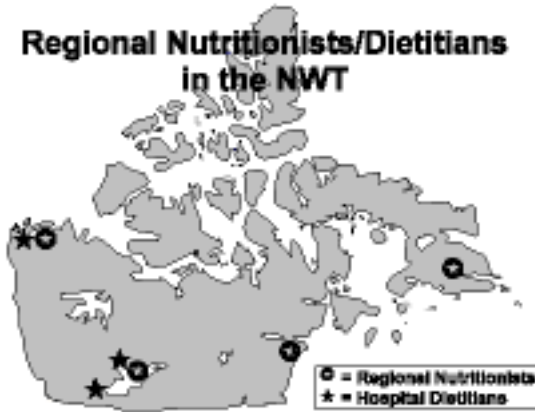 Regional Nutritionists/Dietitians
in the NWT
= Regional Nutritionists
= Hospital Dietitians